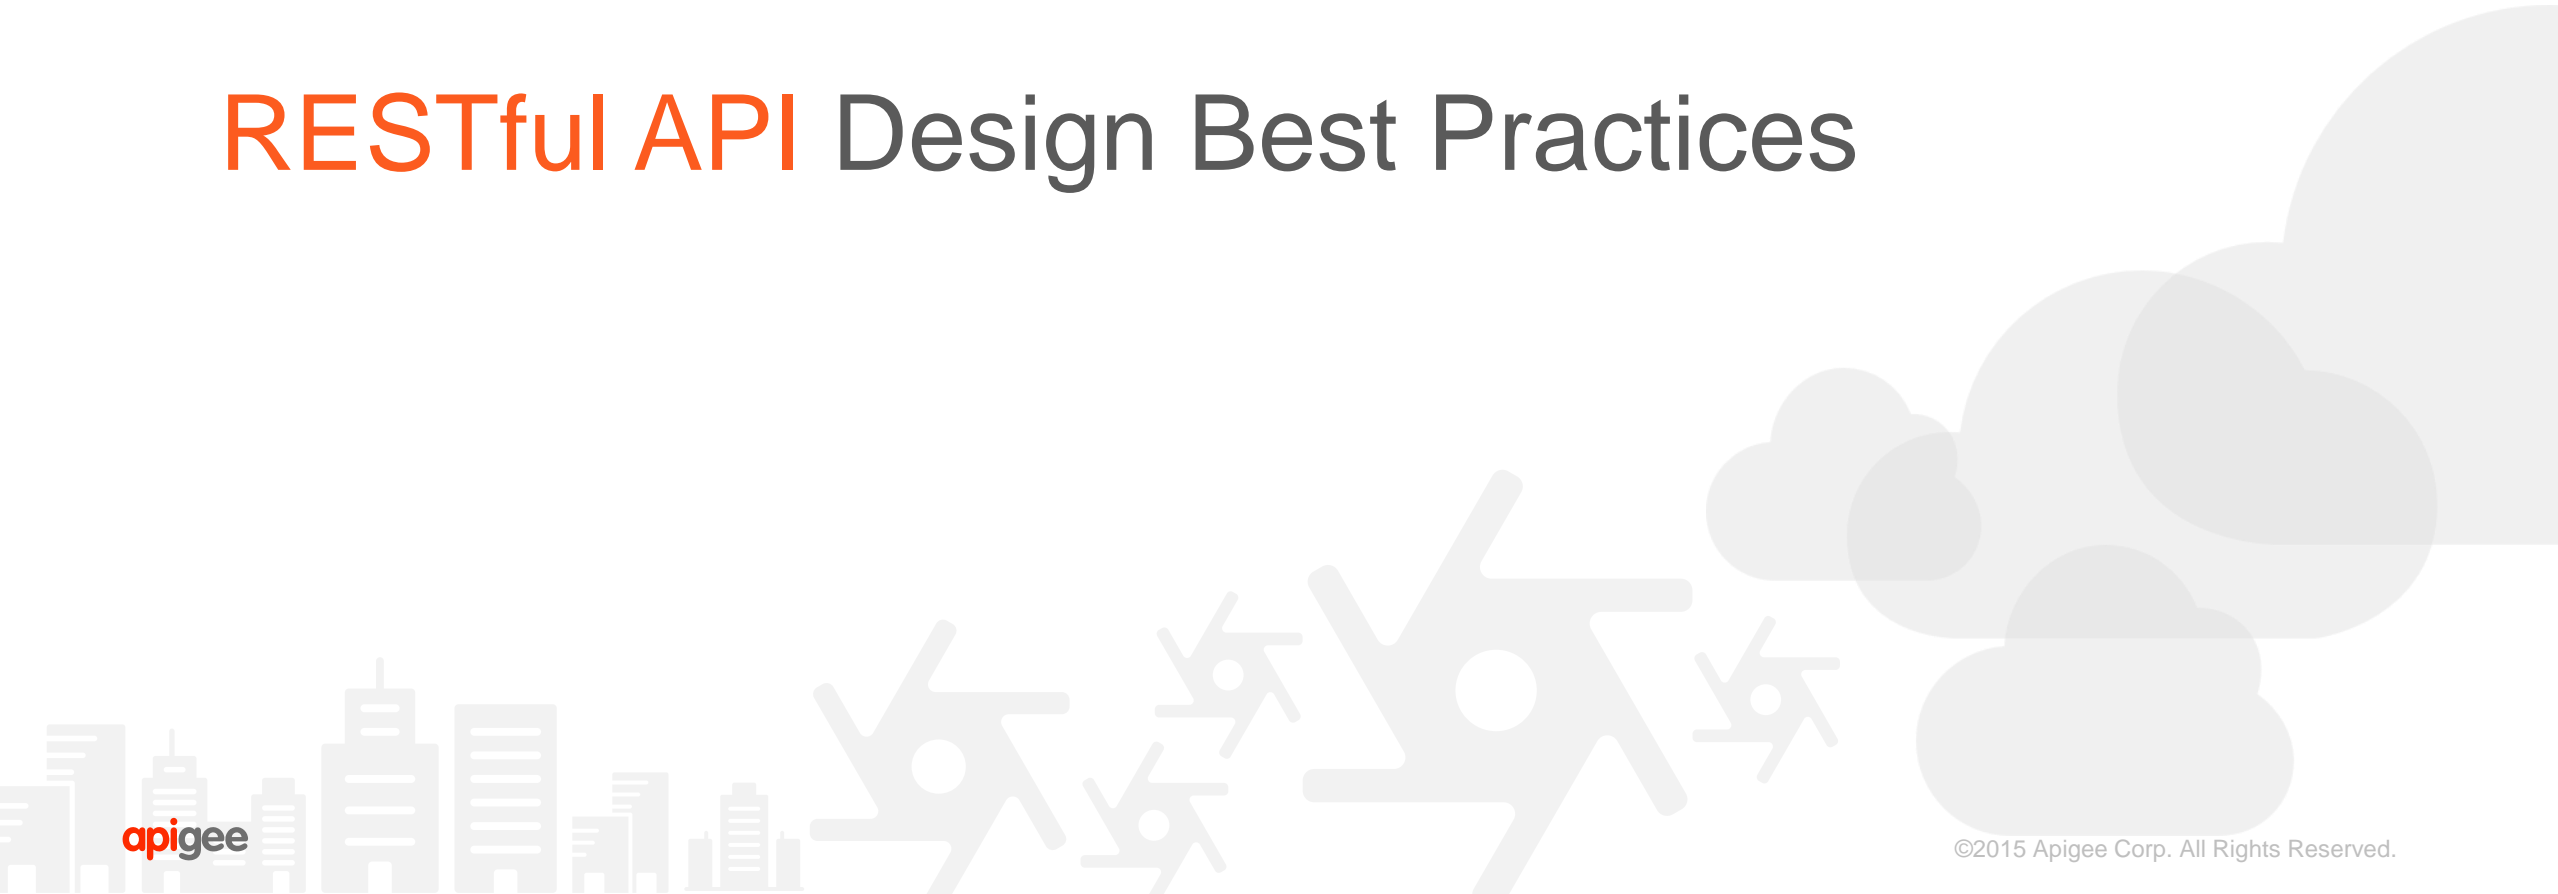 RESTful API Design Best Practices
apigee
©2015 Apigee Corp. All Rights Reserved.